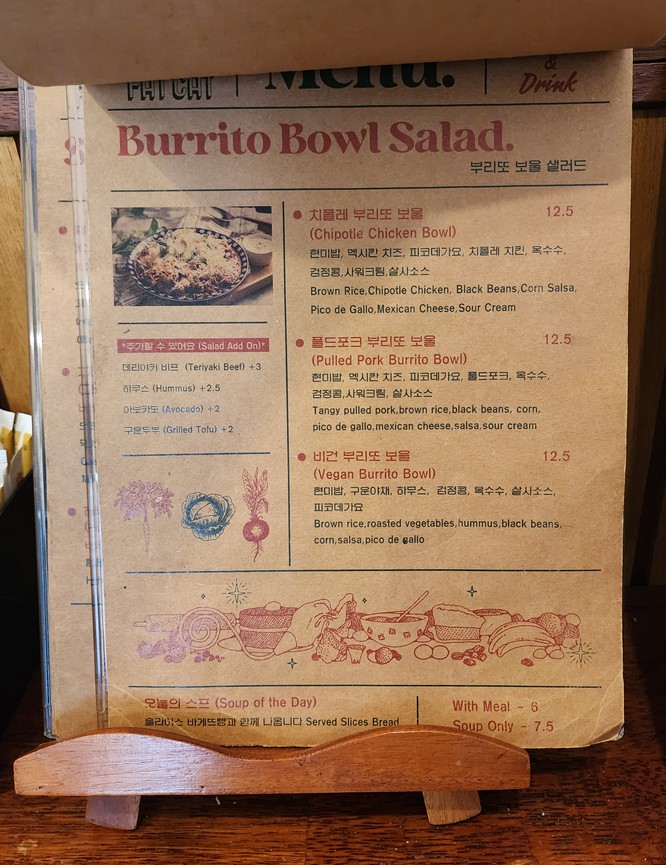 FAT CAT
Menu.
& Drink
Burrito Bowl Salad.
부리또 보울 샐러드
치폴레 부리또 보울 12.5
(Chipotle Chicken Bowl)
현미밥, 멕시칸 치즈, 피코데가요, 치폴레 치킨, 옥수수,
검정콩,사워크림,살사소스
Brown Rice,Chipotle Chicken, Black Beans,Corn Salsa,
Pico de Gallo,Mexican Cheese,Sour Cream
*추가할 수 있어요 (Salad Add On)*
데리야키 비프 (Teriyaki Beef) +3
하무스 (Hummus) +2.5
아보카도 (Avocado) +2
구운두부 (Grilled Tofu) +2
풀드포크 부리또 보울 12.5
(Pulled Pork Burrito Bowl)
현미밥, 멕시칸 치즈, 피코데가요, 풀드포크, 옥수수,
검정콩,사워크림, 살사소스
Tangy pulled pork,brown rice,black beans, corn,
pico de gallo,mexican cheese,salsa,sour cream
비건 부리또 보울 12.5
(Vegan Burrito Bowl)
현미밥, 구운야채, 하무스, 검정콩, 옥수수, 살사소스,
피코데가요
Brown rice,roasted vegetables,hummus,black beans,
corn,salsa,pico de gallo
오늘의 스프 (Soup of the Day)
슬라이스 바게뜨빵과 함께 나옵니다 Served Slices Bread
With Meal - 6
Soup Only - 7.5